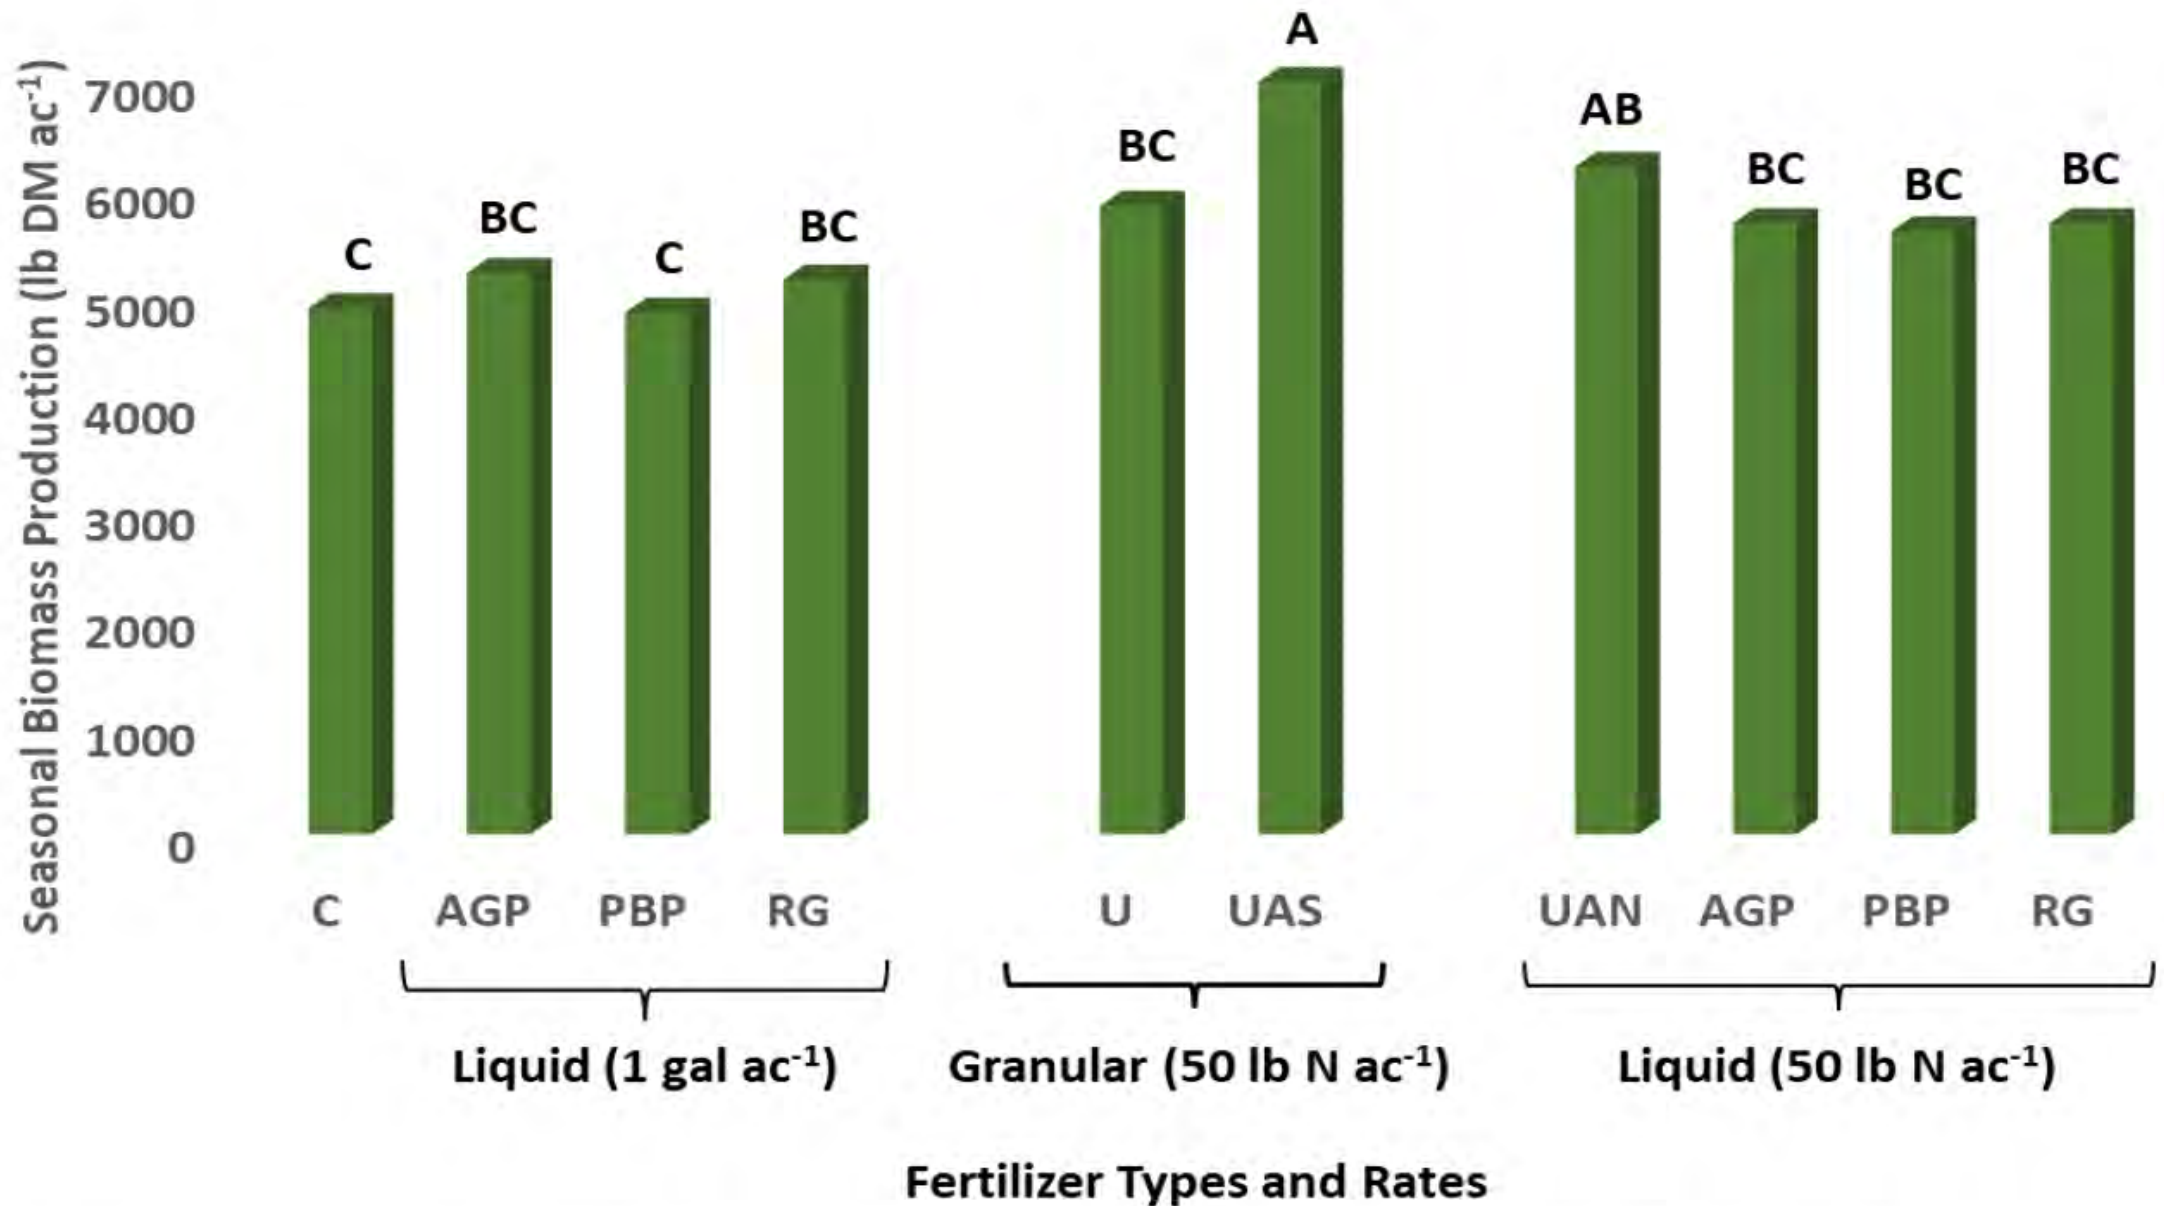 Seasonal Biomass Production (lb DM ac⁻¹)
7000
6000
5000
4000
3000
2000
1000
0
C
BC
C
BC
BC
A
AB
BC
BC
BC
C AGP PBP RG U UAS UAN AGP PBP RG
Liquid (1 gal ac⁻¹) Granular (50 lb N ac⁻¹) Liquid (50 lb N ac⁻¹)
Fertilizer Types and Rates